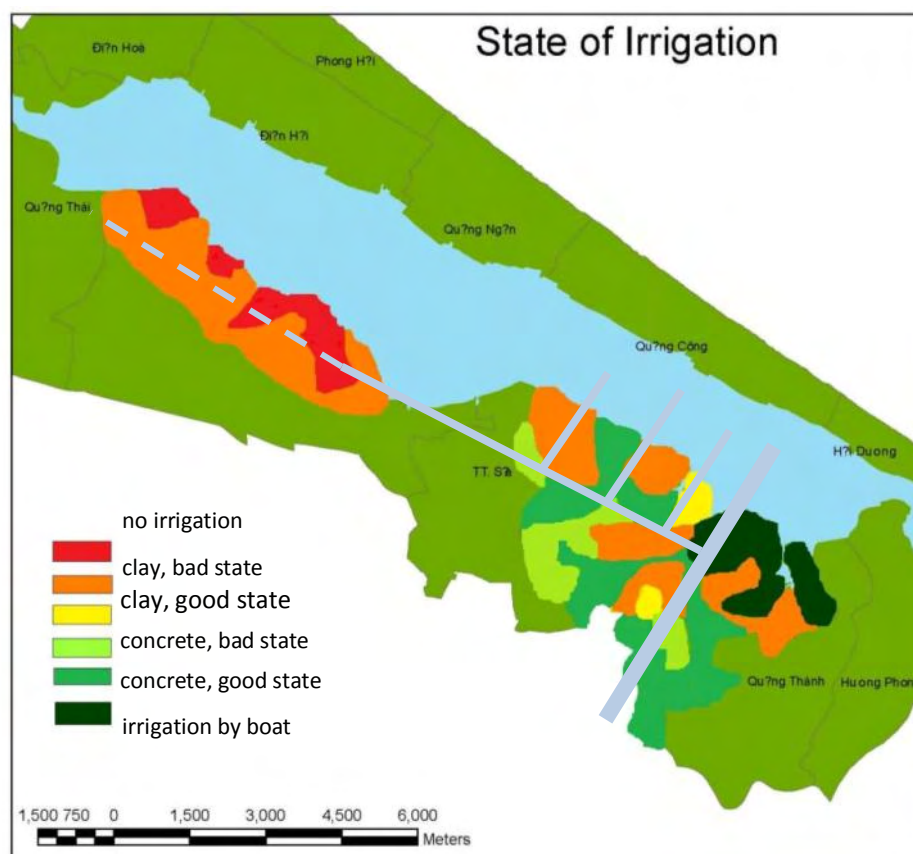 State of Irrigation
Đi?n Hoà
Phong H?i
Đi?n H?i
Qu?ng Thái
Qu?ng Ng?n
Qu?ng Công
H?i Duong
TT.
Qu?ng Thành
Huong Phong
no irrigation
clay, bad state
clay, good state
concrete, bad state
concrete, good state
irrigation by boat
1,500 750 0 1,500 3,000 4,500 6,000
Meters